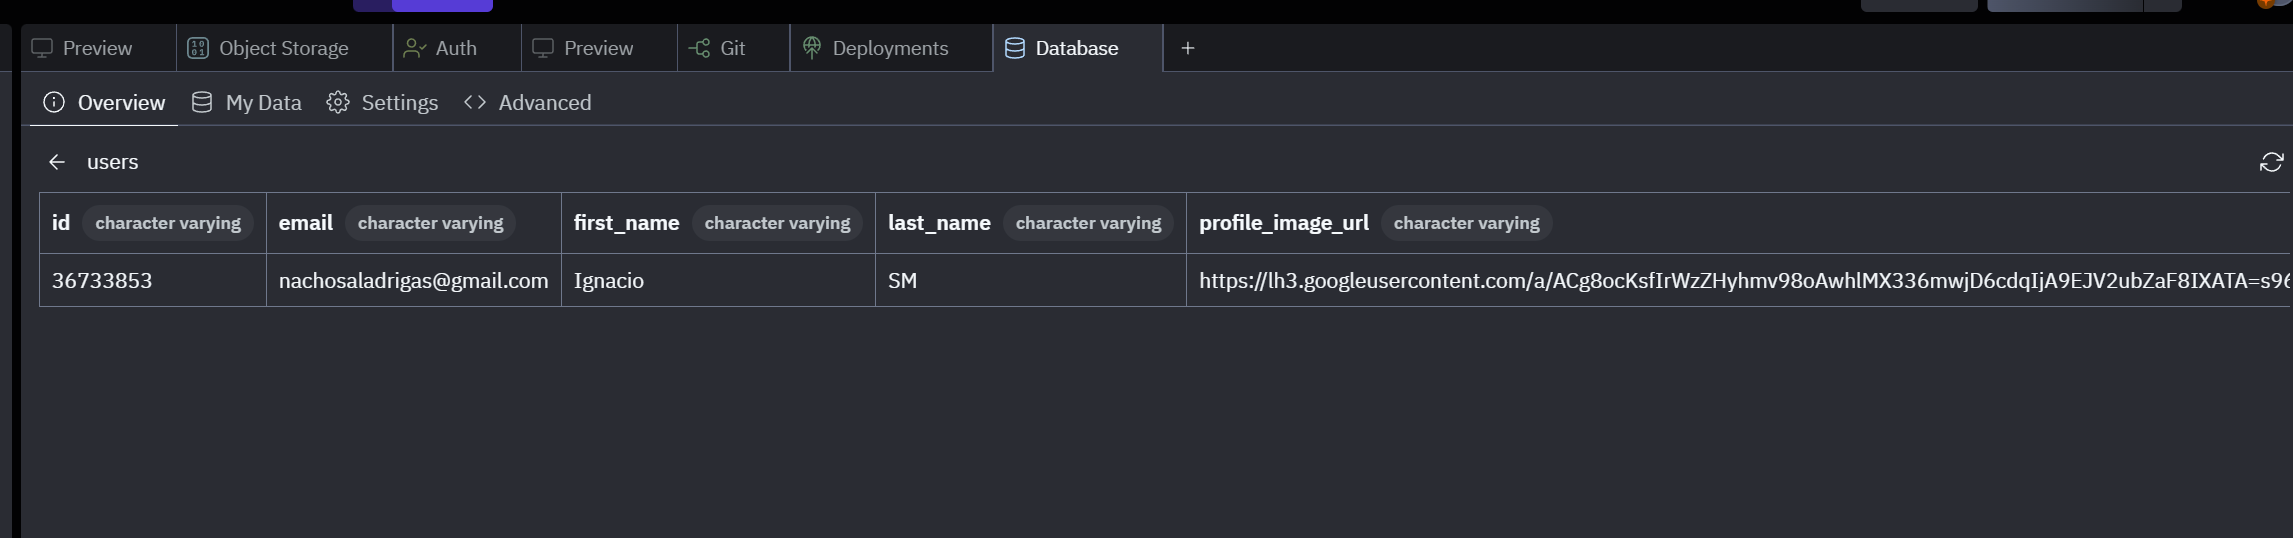 Preview Object Storage Auth Preview Git Deployments Database +
Overview My Data Settings Advanced
← users
id character varying email character varying first_name character varying last_name character varying profile_image_url character varying
36733853 nachosaladrigas@gmail.com Ignacio SM https://lh3.googleusercontent.com/a/ACg8ocKsfIrWzZHyhmv98oAwhlMX336mwjD6cdqIjA9EJV2ubZaF8IXATA=s96